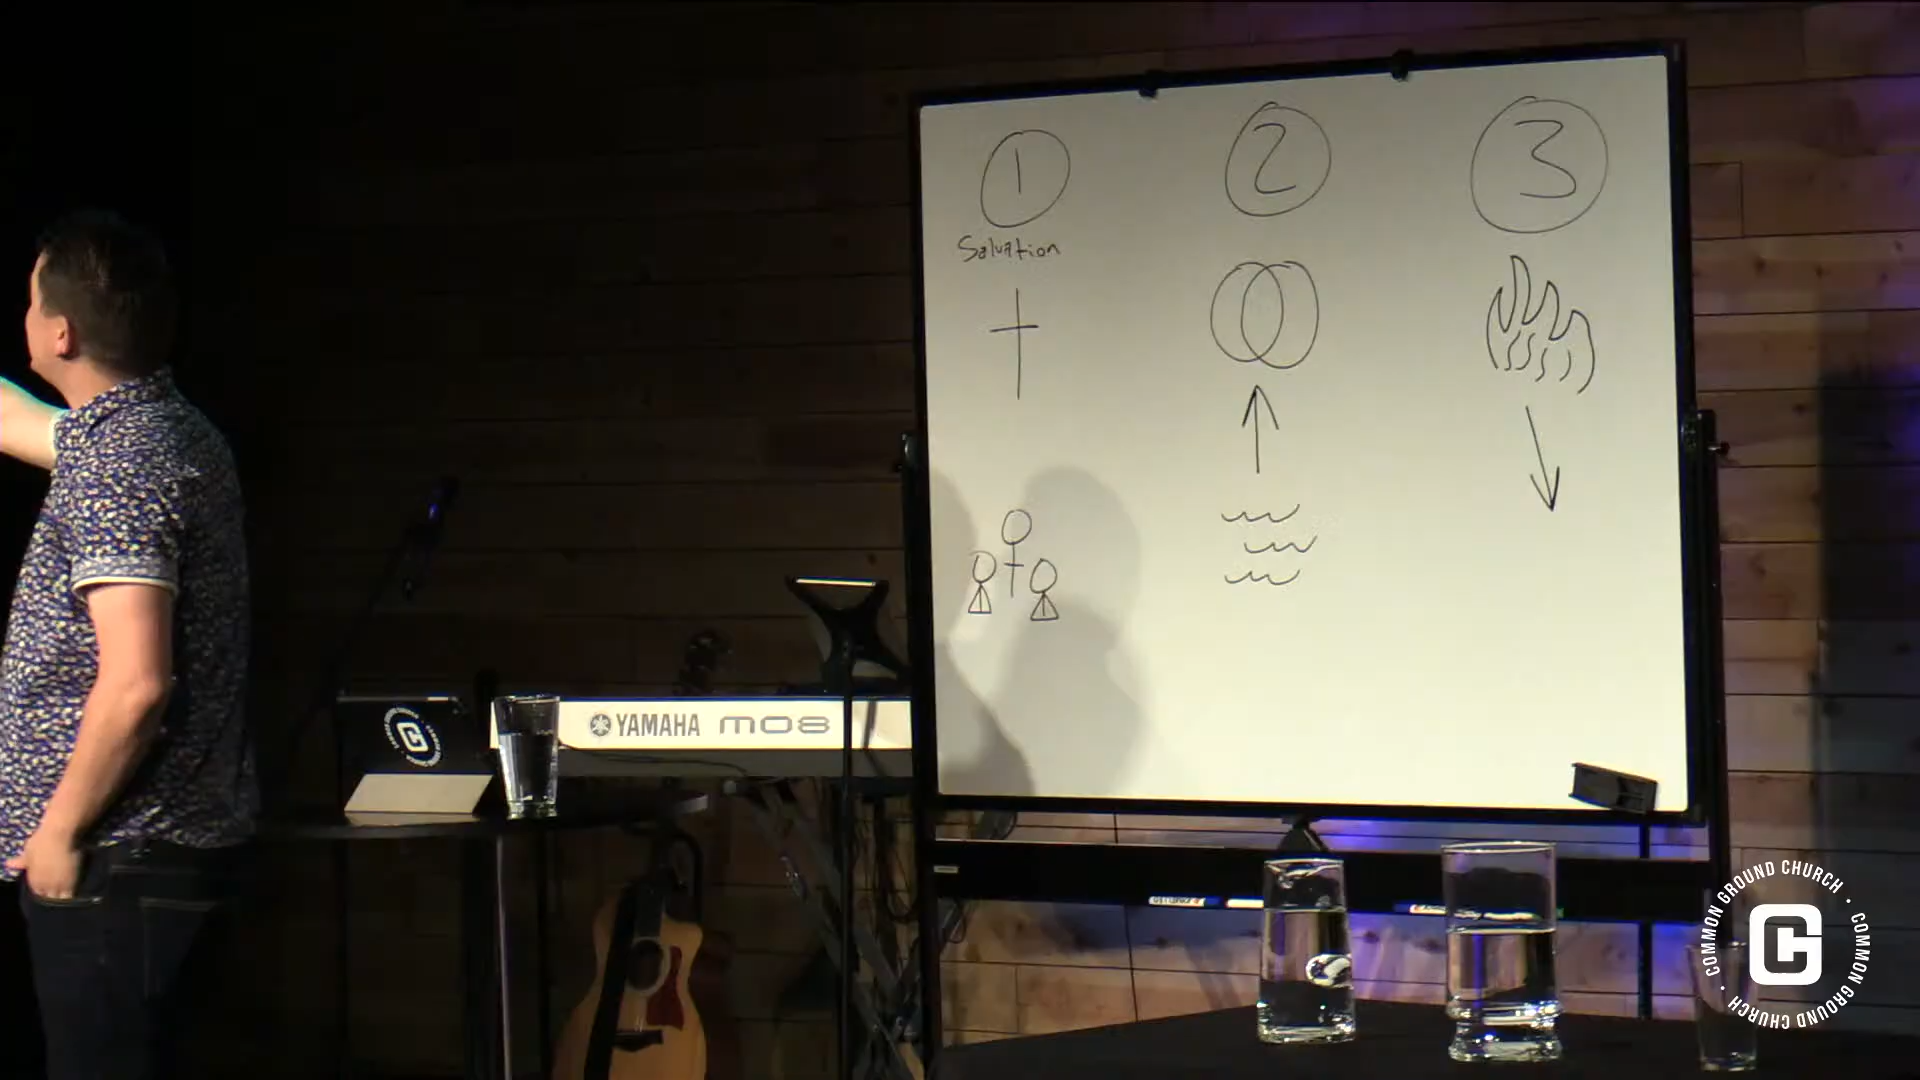 1 2 3
Salvation
YAMAHA MO8
C
COMMON GROUND CHURCH • COMMON GROUND CHURCH •
C